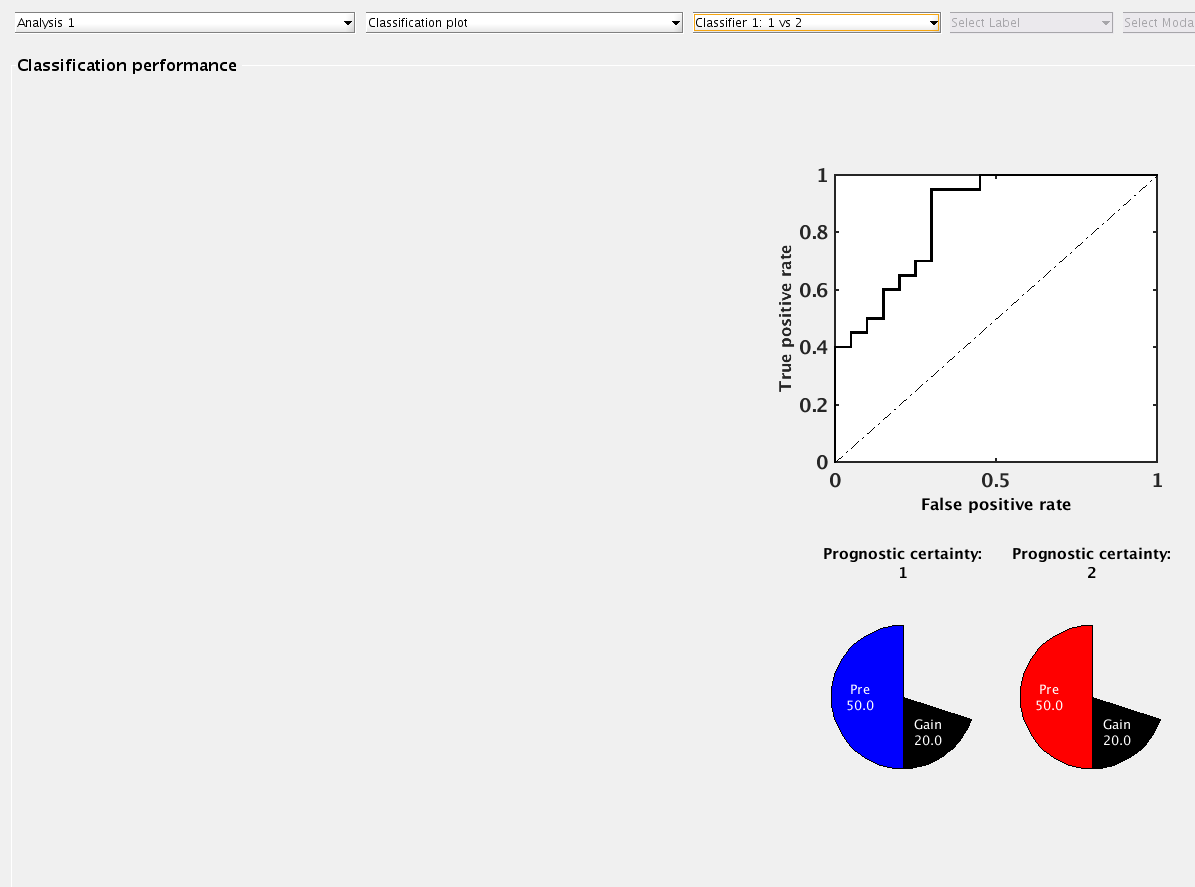 Analysis 1
Classification plot
Classifier 1: 1 vs 2
Select Label
Select Moda
Classification performance
1
0.8
0.6
0.4
0.2
0
True positive rate
0
0.5
1
False positive rate
Prognostic certainty:
1
Prognostic certainty:
2
Pre
50.0
Gain
20.0
Pre
50.0
Gain
20.0